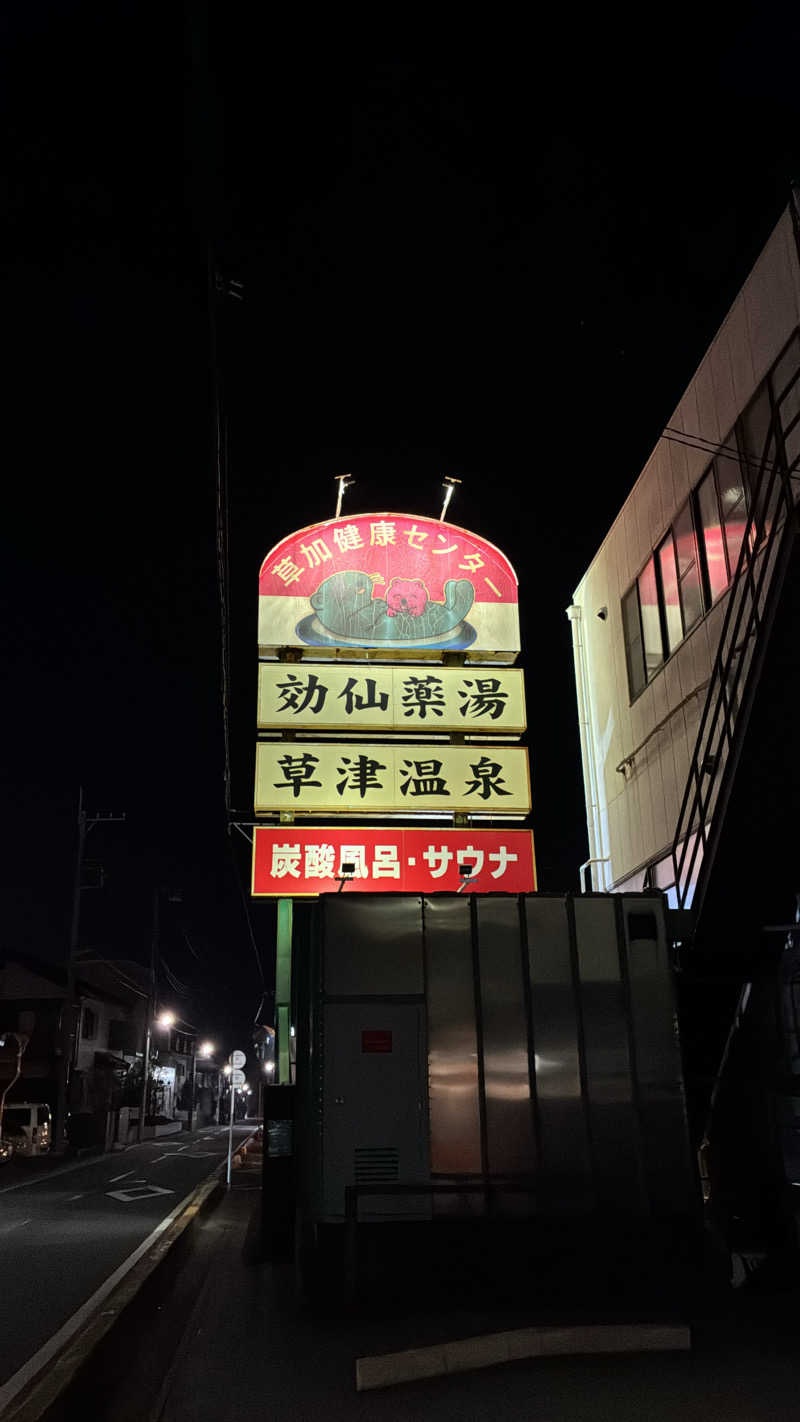 草加健康センター
効仙薬湯
草津温泉
炭酸風呂・サウナ